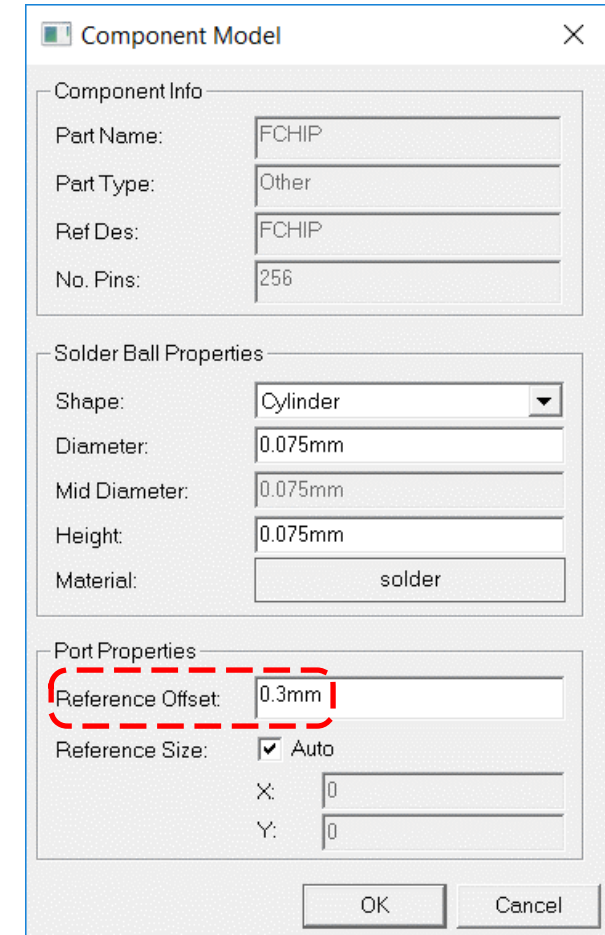 Component Model
Component Info
Part Name: FCHIP
Part Type: Other
Ref Des: FCHIP
No. Pins: 256
Solder Ball Properties
Shape: Cylinder
Diameter: 0.075mm
Mid Diameter: 0.075mm
Height: 0.075mm
Material: solder
Port Properties
Reference Offset: 0.3mm
Reference Size: Auto
X: 0
Y: 0
OK Cancel